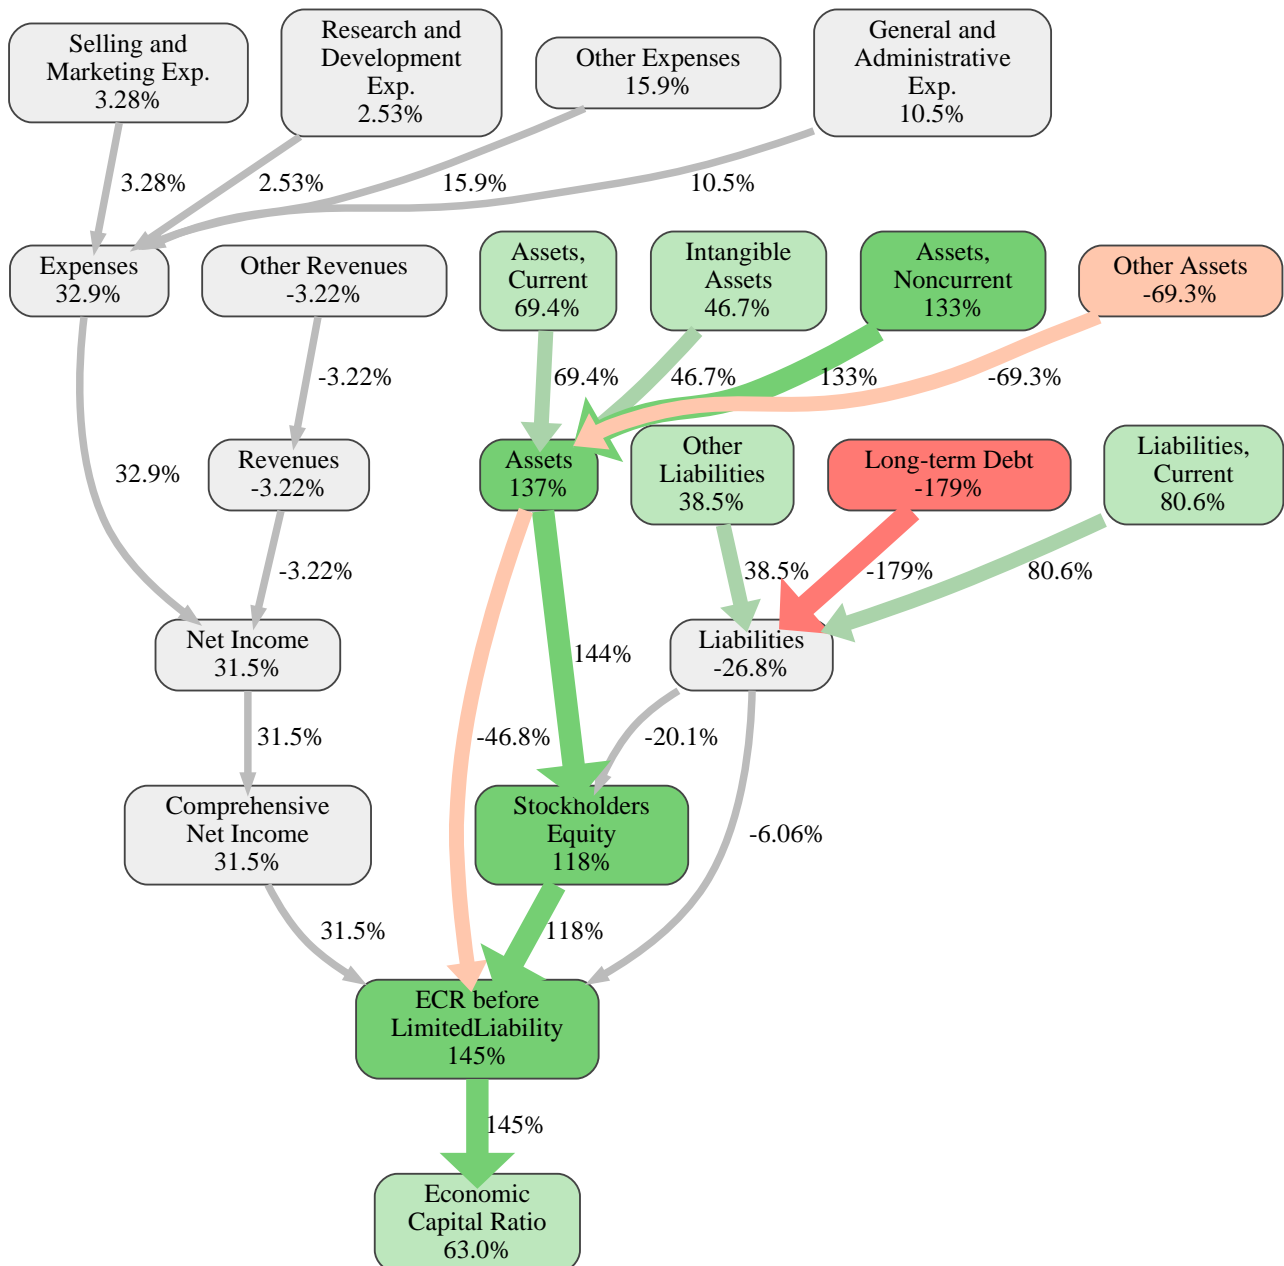 Selling and
Marketing Exp.
3.28%
Research and
Development
Exp.
2.53%
Other Expenses
15.9%
General and
Administrative
Exp.
10.5%
3.28%
2.53%
15.9%
10.5%
Expenses
32.9%
Other Revenues
-3.22%
Assets,
Current
69.4%
Intangible
Assets
46.7%
Assets,
Noncurrent
133%
Other Assets
-69.3%
-3.22%
69.4%
46.7%
133%
-69.3%
32.9%
Revenues
-3.22%
Assets
137%
Other
Liabilities
38.5%
Long-term Debt
-179%
Liabilities,
Current
80.6%
-3.22%
38.5%
-179%
80.6%
Net Income
31.5%
144%
Liabilities
-26.8%
31.5%
-46.8%
-20.1%
Comprehensive
Net Income
31.5%
Stockholders
Equity
118%
-6.06%
31.5%
118%
ECR before
LimitedLiability
145%
145%
Economic
Capital Ratio
63.0%